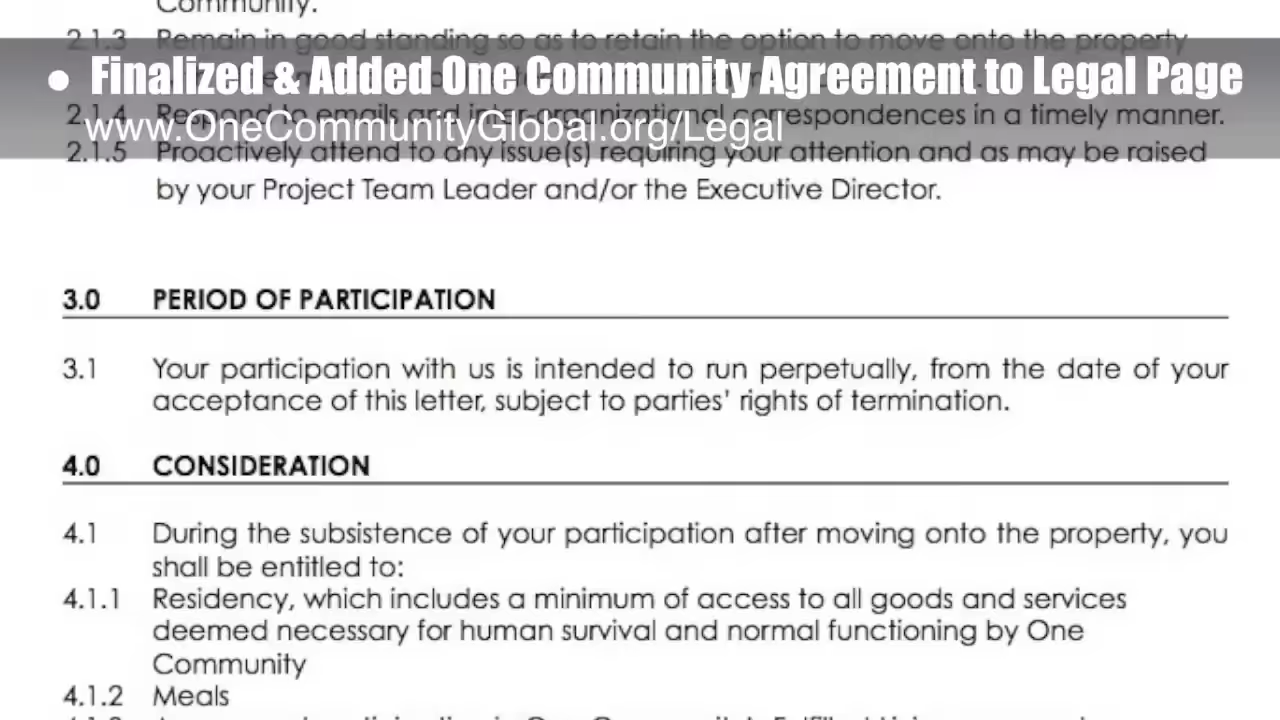 Community.
2.1.3 Remain in good standing so as to retain the option to move onto the property
• Finalized & Added One Community Agreement to Legal Page
2.1.4 Respond to emails and inter-organizational correspondences in a timely manner.
www.OneCommunityGlobal.org/Legal
2.1.5 Proactively attend to any issue(s) requiring your attention and as may be raised
by your Project Team Leader and/or the Executive Director.
3.0 PERIOD OF PARTICIPATION
3.1 Your participation with us is intended to run perpetually, from the date of your
acceptance of this letter, subject to parties' rights of termination.
4.0 CONSIDERATION
4.1 During the subsistence of your participation after moving onto the property, you
shall be entitled to:
4.1.1 Residency, which includes a minimum of access to all goods and services
deemed necessary for human survival and normal functioning by One
Community
4.1.2 Meals